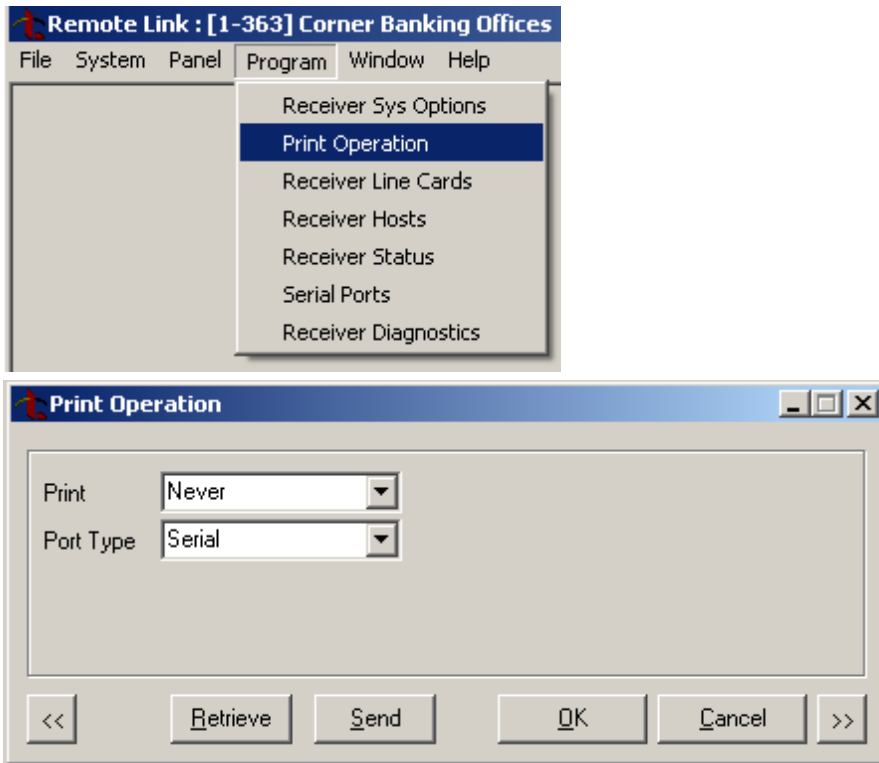 Remote Link : [1-363] Corner Banking Offices
File System Panel Program Window Help
Receiver Sys Options
Print Operation
Receiver Line Cards
Receiver Hosts
Receiver Status
Serial Ports
Receiver Diagnostics
Print Operation
Print Never
Port Type Serial
<< Retrieve Send OK Cancel >>